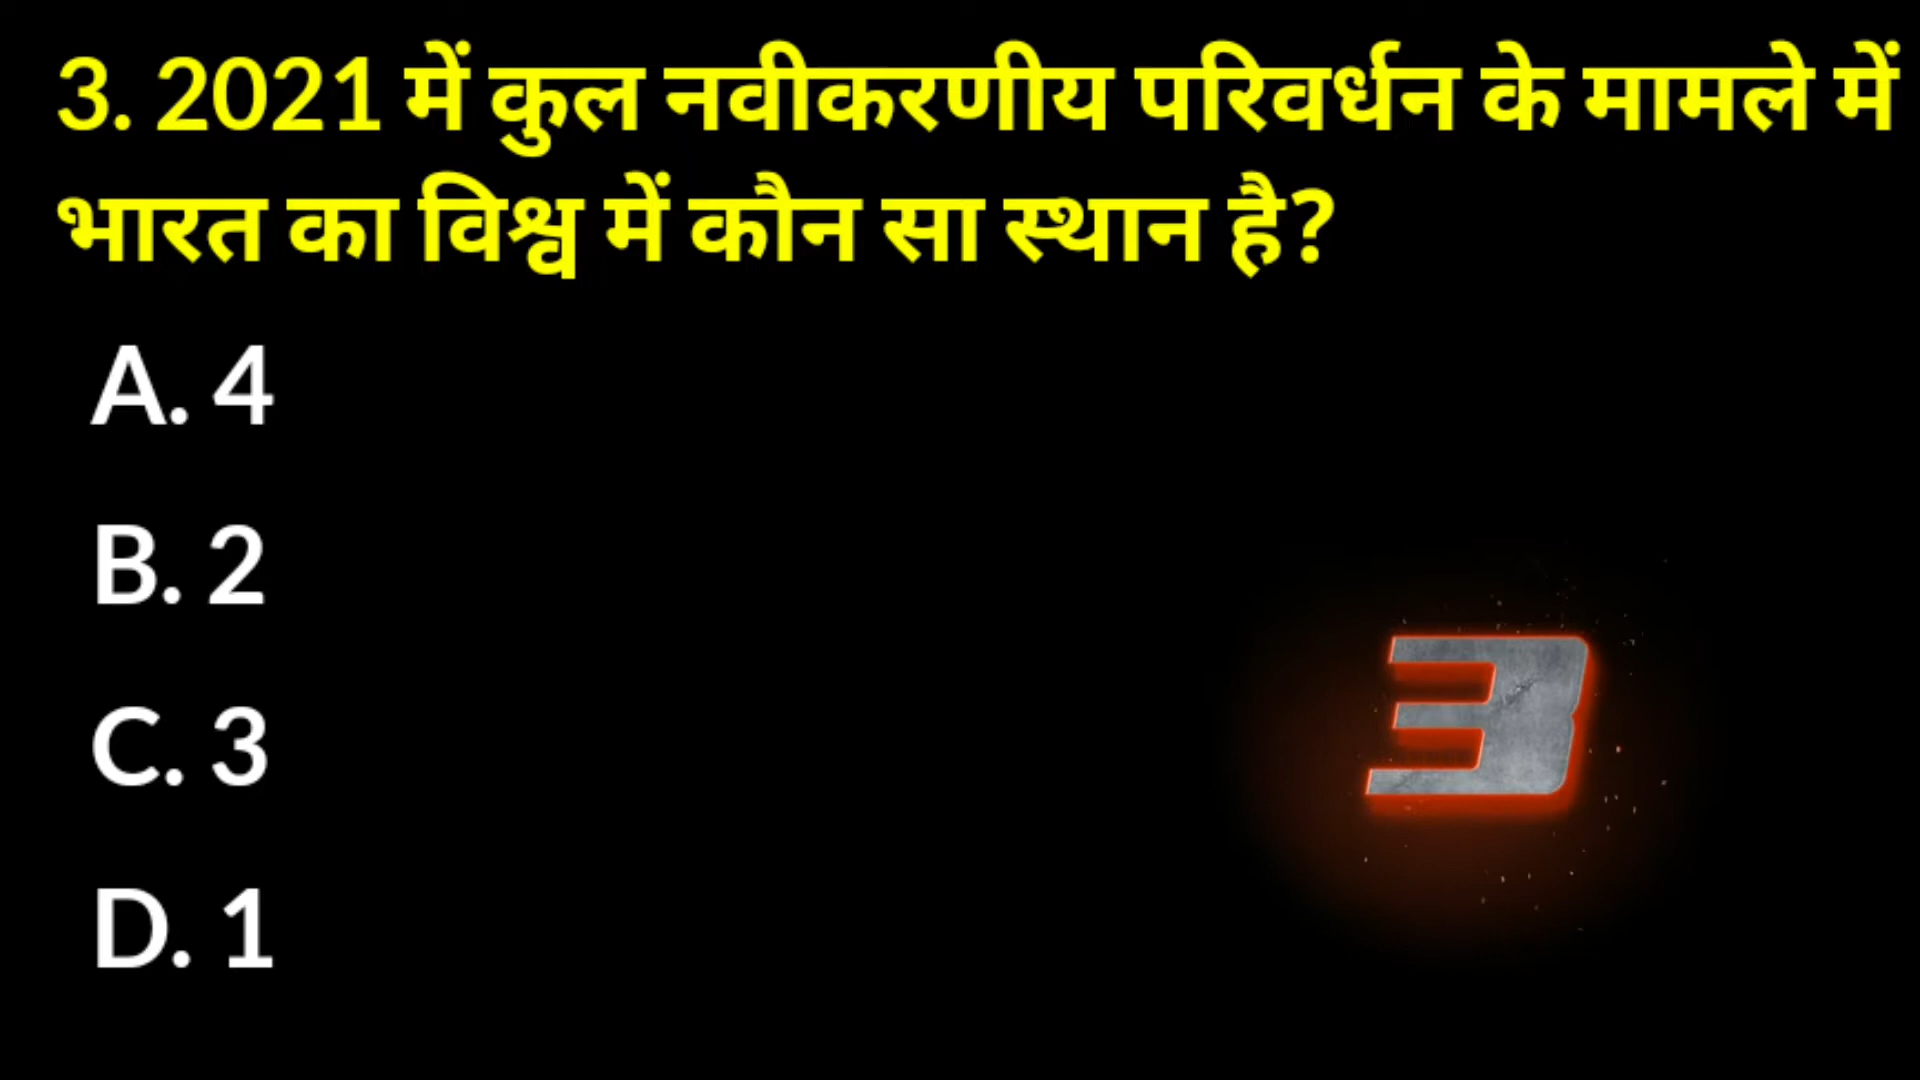 3. 2021 में कुल नवीकरणीय परिवर्धन के मामले में
भारत का विश्व में कौन सा स्थान है?
A. 4
B. 2
C. 3
D. 1
3